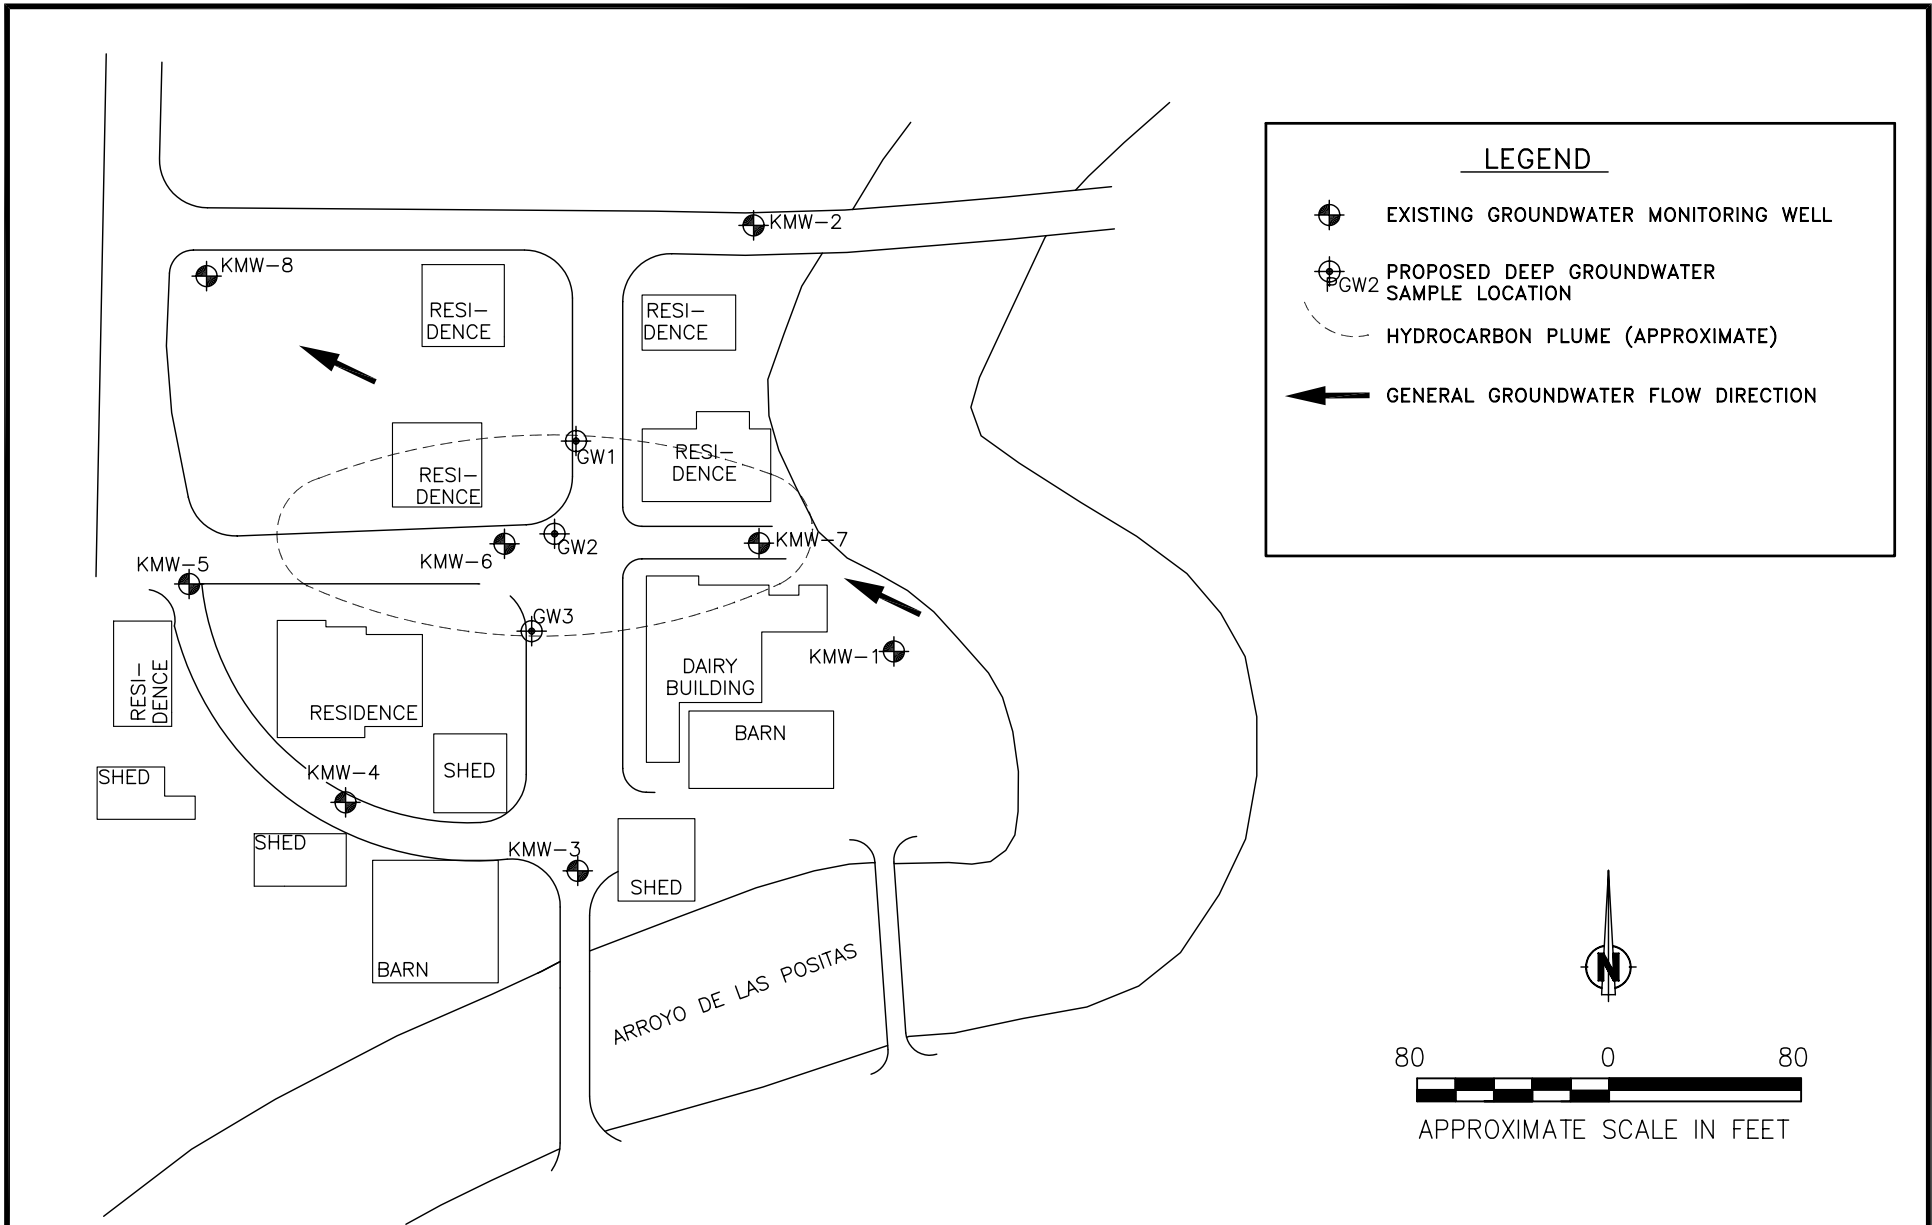 LEGEND
EXISTING GROUNDWATER MONITORING WELL
PGW2
PROPOSED DEEP GROUNDWATER
SAMPLE LOCATION
HYDROCARBON PLUME (APPROXIMATE)
GENERAL GROUNDWATER FLOW DIRECTION
KMW-2
KMW-8
RESI-
DENCE
RESI-
DENCE
RESI-
DENCE
RESI-
DENCE
GW1
GW2
KMW-6
KMW-7
KMW-5
GW3
RESI-
DENCE
RESIDENCE
DAIRY
BUILDING
KMW-1
BARN
SHED
KMW-4
SHED
SHED
KMW-3
SHED
BARN
ARROYO DE LAS POSITAS
N
80 0 80
APPROXIMATE SCALE IN FEET